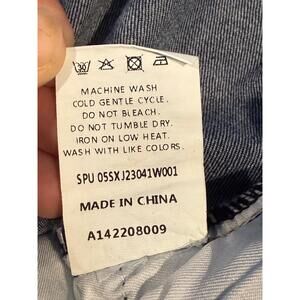 30
MACHINE WASH
COLD GENTLE CYCLE.
DO NOT BLEACH.
DO NOT TUMBLE DRY.
IRON ON LOW HEAT.
WASH WITH LIKE COLORS.
SPU 05SXJ23041W001
MADE IN CHINA
A142208009